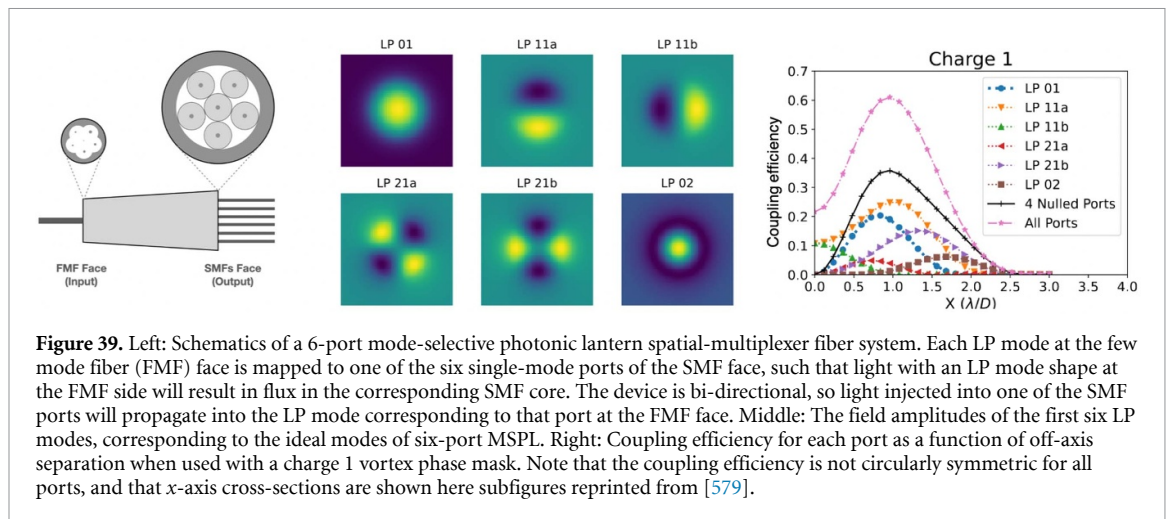 FMF Face
(Input)
SMFs Face
(Output)
LP 01
LP 11a
LP 11b
LP 21a
LP 21b
LP 02
Charge 1
Coupling efficiency
0.7
0.6
0.5
0.4
0.3
0.2
0.1
0.0
0.0
0.5
1.0
1.5
2.0
2.5
3.0
3.5
4.0
X (λ/D)
LP 01
LP 11a
LP 11b
LP 21a
LP 21b
LP 02
4 Nulled Ports
All Ports
Figure 39. Left: Schematics of a 6-port mode-selective photonic lantern spatial-multiplexer fiber system. Each LP mode at the few
mode fiber (FMF) face is mapped to one of the six single-mode ports of the SMF face, such that light with an LP mode shape at
the FMF side will result in flux in the corresponding SMF core. The device is bi-directional, so light injected into one of the SMF
ports will propagate into the LP mode corresponding to that port at the FMF face. Middle: The field amplitudes of the first six LP
modes, corresponding to the ideal modes of six-port MSPL. Right: Coupling efficiency for each port as a function of off-axis
separation when used with a charge 1 vortex phase mask. Note that the coupling efficiency is not circularly symmetric for all
ports, and that x-axis cross-sections are shown here subfigures reprinted from [579].